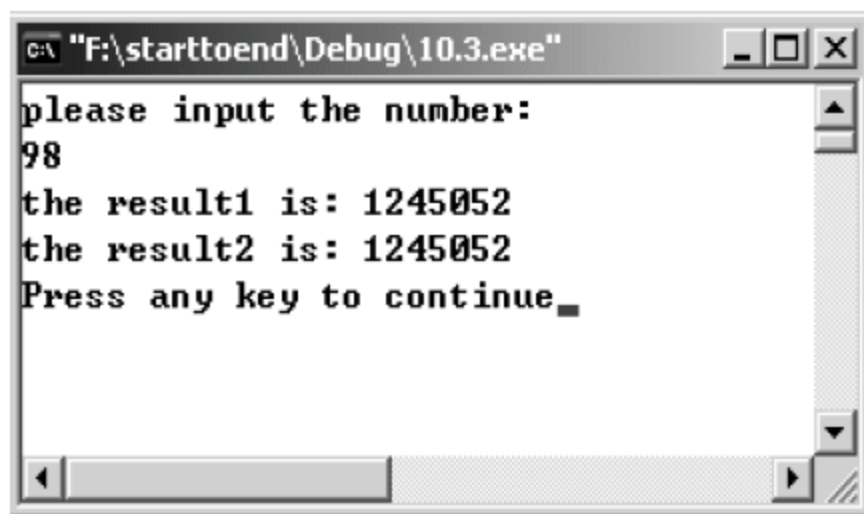 "F:\starttoend\Debug\10.3.exe"
please input the number:
98
the result1 is: 1245052
the result2 is: 1245052
Press any key to continue_